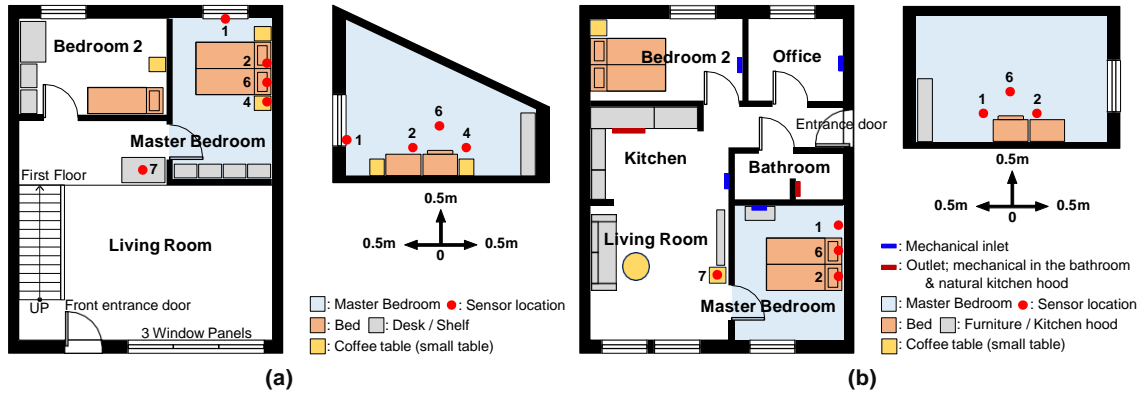 1
Bedroom 2
2
6
4
Master Bedroom
7
First Floor
Living Room
UP
Front entrance door
3 Window Panels
6
1
2
4
0.5m
0.5m
0.5m
0
: Master Bedroom : Sensor location
: Bed : Desk / Shelf
: Coffee table (small table)
(a)
Bedroom 2
Office
Entrance door
Kitchen
Bathroom
Living Room
1
6
7
2
Master Bedroom
6
1
2
0.5m
0.5m
0.5m
0
: Mechanical inlet
: Outlet; mechanical in the bathroom
& natural kitchen hood
: Master Bedroom : Sensor location
: Bed : Furniture / Kitchen hood
: Coffee table (small table)
(b)